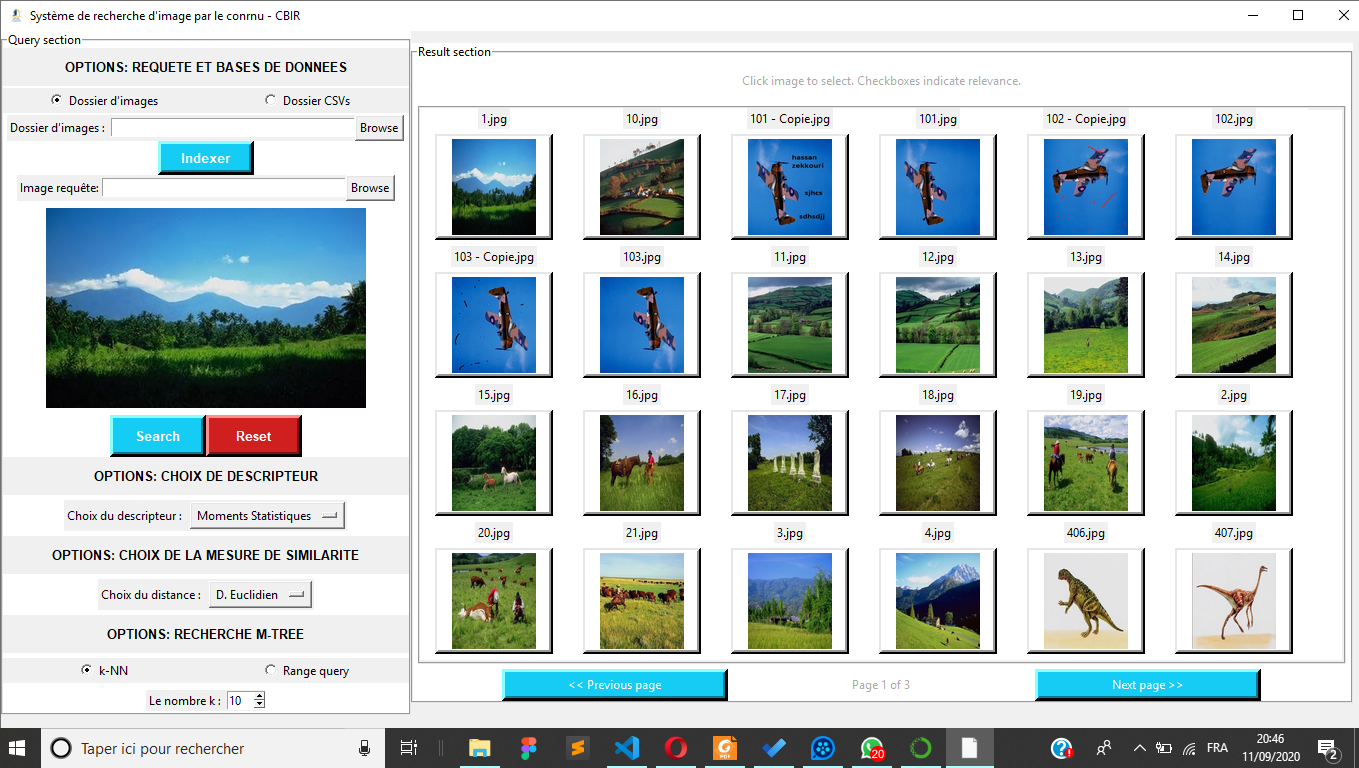 Système de recherche d'image par le conrnu - CBIR
Query section
OPTIONS: REQUETE ET BASES DE DONNEES
Dossier d'images
Dossier CSVs
Dossier d'images :
Browse
Indexer
Image requête:
Browse
Search
Reset
OPTIONS: CHOIX DE DESCRIPTEUR
Choix du descripteur :
Moments Statistiques
OPTIONS: CHOIX DE LA MESURE DE SIMILARITE
Choix du distance :
D. Euclidien
OPTIONS: RECHERCHE M-TREE
k-NN
Range query
Le nombre k :
10
Result section
Click image to select. Checkboxes indicate relevance.
1.jpg
10.jpg
101 - Copie.jpg
101.jpg
102 - Copie.jpg
102.jpg
hassan
zekkouri
sjhcs
sdhsdjj
103 - Copie.jpg
103.jpg
11.jpg
12.jpg
13.jpg
14.jpg
15.jpg
16.jpg
17.jpg
18.jpg
19.jpg
2.jpg
20.jpg
21.jpg
3.jpg
4.jpg
406.jpg
407.jpg
<< Previous page
Page 1 of 3
Next page >>
Taper ici pour rechercher
PDF
20
FRA
20:46
11/09/2020
2